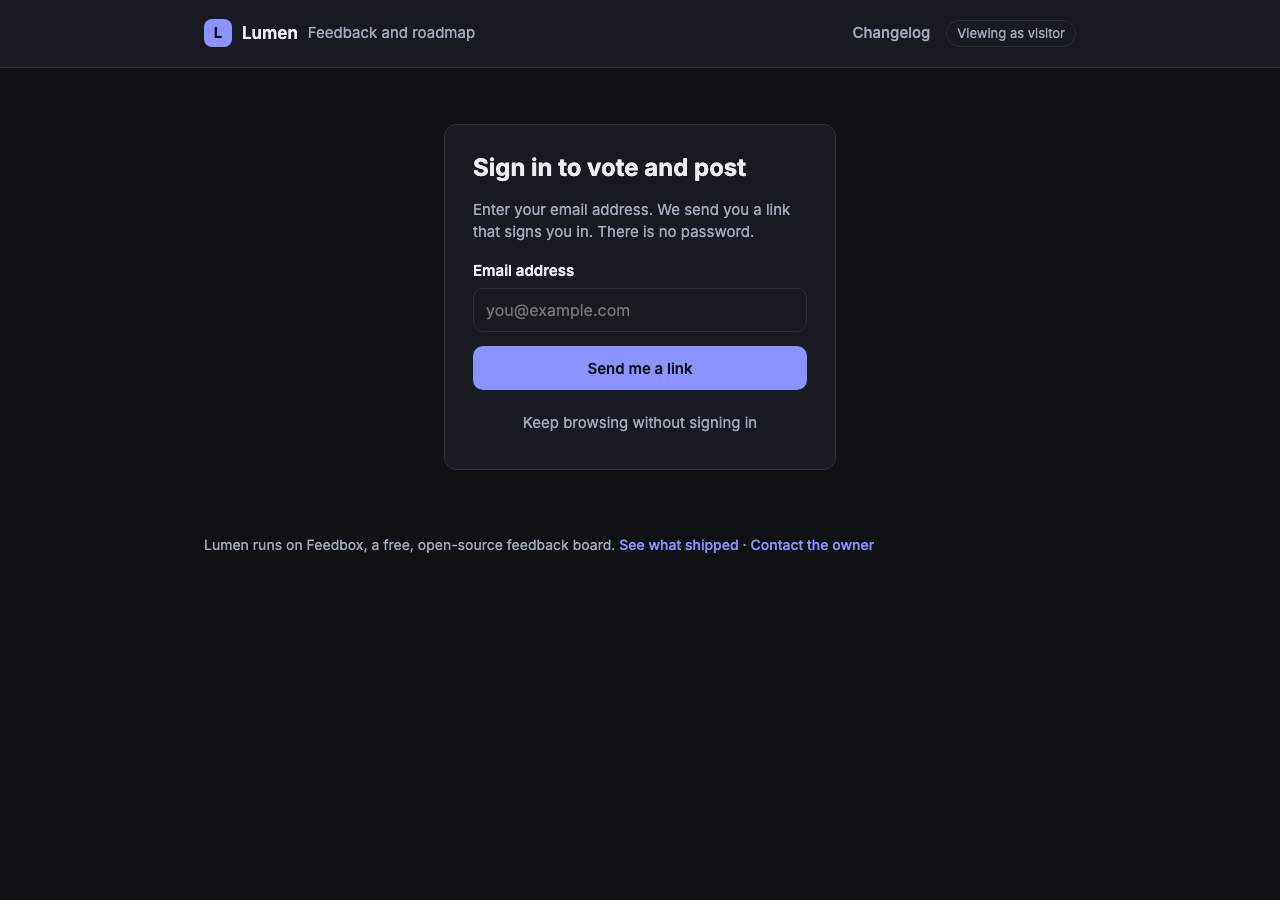 L Lumen Feedback and roadmap Changelog Viewing as visitor
Sign in to vote and post
Enter your email address. We send you a link
that signs you in. There is no password.
Email address
you@example.com
Send me a link
Keep browsing without signing in
Lumen runs on Feedbox, a free, open-source feedback board. See what shipped · Contact the owner